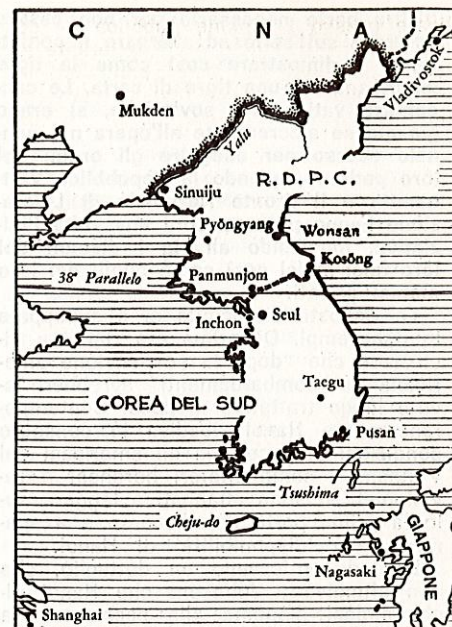 C I N A
Vladivostok
Mukden
Yalu
R.D.P.C.
Sinuiju
Pyŏngyang
Wonsan
Kosŏng
38° Parallelo
Panmunjom
Inchon
Seul
Taegu
COREA DEL SUD
Pusan
Tsushima
Cheju-do
GIAPPONE
Nagasaki
Shanghai